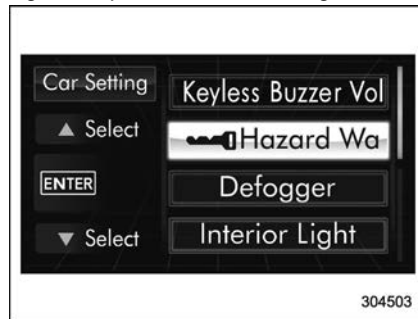 Car Setting
Keyless Buzzer Vol
▲ Select
Hazard Wa
ENTER
Defogger
▼ Select
Interior Light
304503